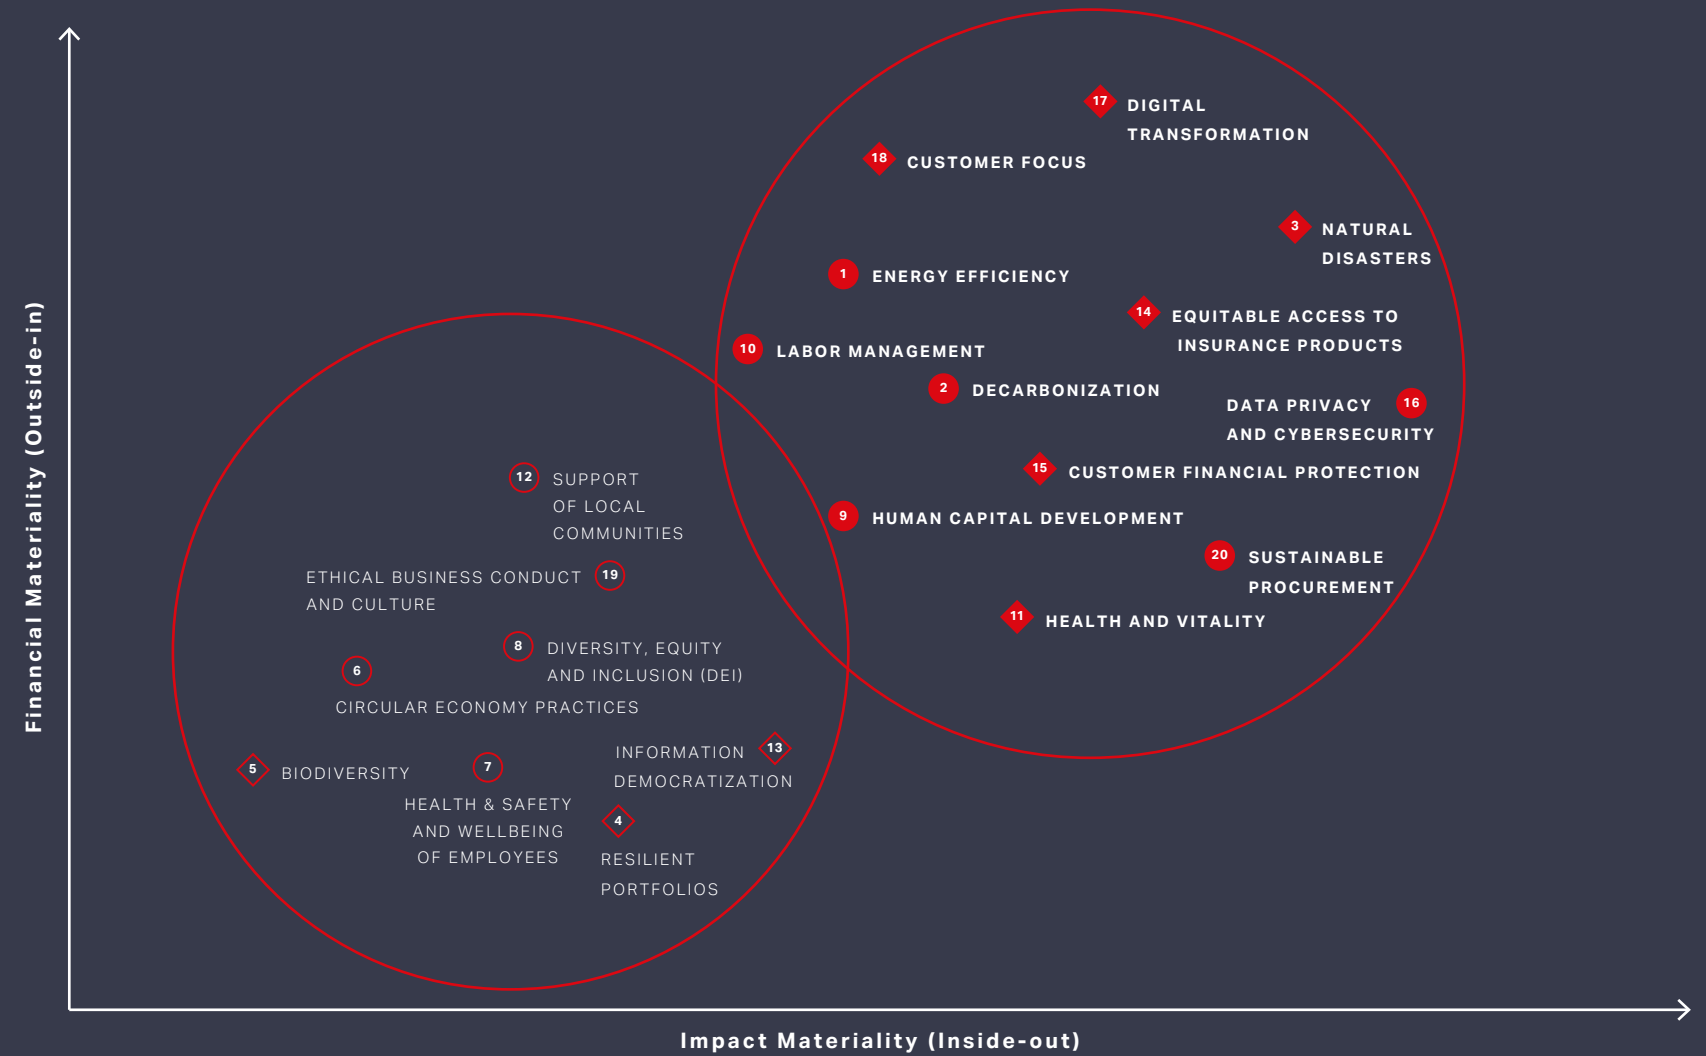 17
DIGITAL
TRANSFORMATION
18
CUSTOMER FOCUS
3
NATURAL
DISASTERS
1
ENERGY EFFICIENCY
14
EQUITABLE ACCESS TO
INSURANCE PRODUCTS
10
LABOR MANAGEMENT
2
DECARBONIZATION
DATA PRIVACY
AND CYBERSECURITY
16
15
CUSTOMER FINANCIAL PROTECTION
9
HUMAN CAPITAL DEVELOPMENT
20
SUSTAINABLE
PROCUREMENT
11
HEALTH AND VITALITY
12
SUPPORT
OF LOCAL
COMMUNITIES
ETHICAL BUSINESS CONDUCT
AND CULTURE
19
8
DIVERSITY, EQUITY
AND INCLUSION (DEI)
6
CIRCULAR ECONOMY PRACTICES
INFORMATION
DEMOCRATIZATION
13
5
BIODIVERSITY
7
HEALTH & SAFETY
AND WELLBEING
OF EMPLOYEES
4
RESILIENT
PORTFOLIOS
Financial Materiality (Outside-in)
Impact Materiality (Inside-out)